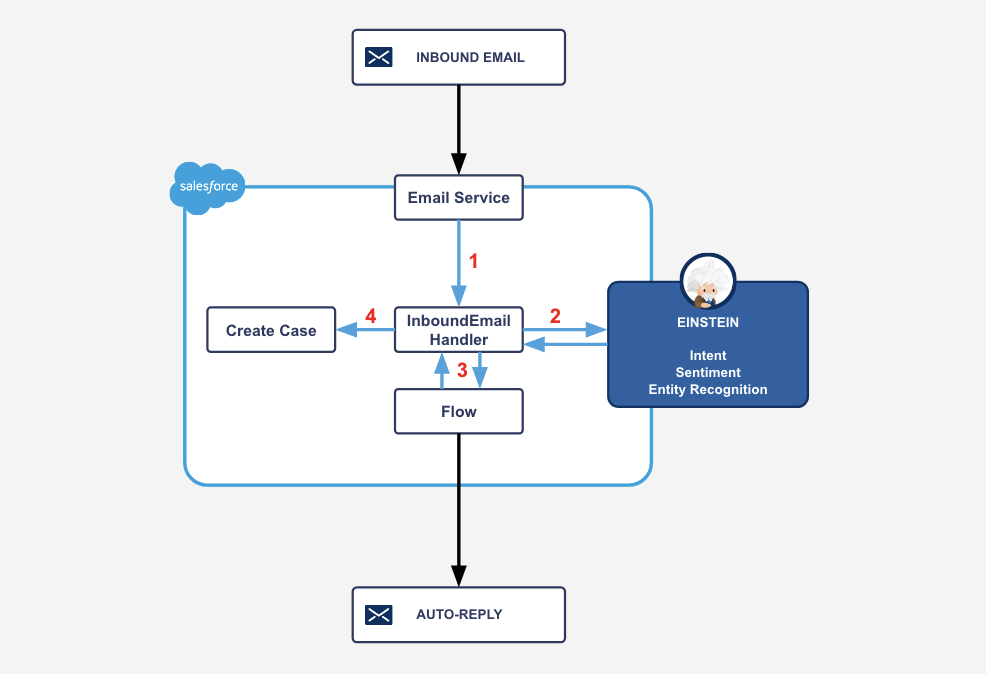 INBOUND EMAIL
salesforce
Email Service
1
InboundEmail
Handler
2
3
4
Create Case
EINSTEIN
Intent
Sentiment
Entity Recognition
Flow
AUTO-REPLY